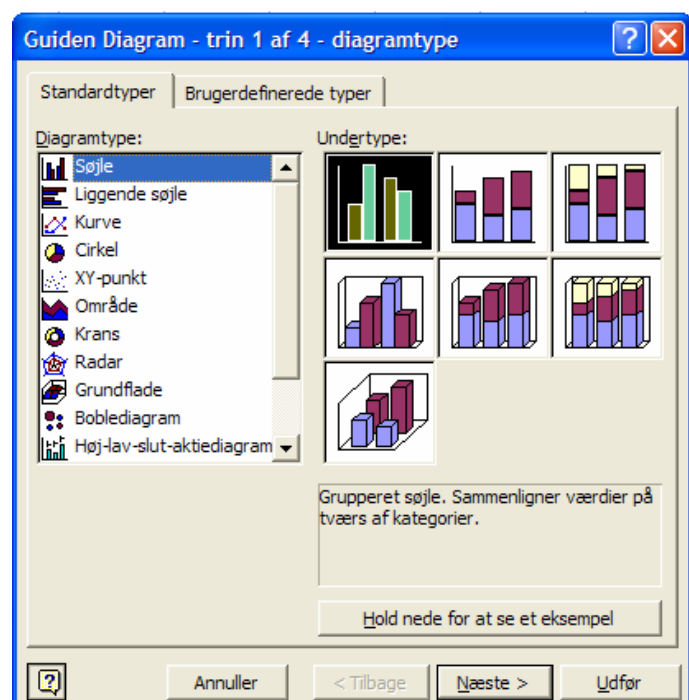 Guiden Diagram - trin 1 af 4 - diagramtype
Standardtyper
Brugerdefinerede typer
Diagramtype:
Søjle
Liggende søjle
Kurve
Cirkel
XY-punkt
Område
Krans
Radar
Grundflade
Boblediagram
Høj-lav-slut-aktiediagram
Undertype:
Grupperet søjle. Sammenligner værdier på
tværs af kategorier.
Hold nede for at se et eksempel
Annuller
< Tilbage
Næste >
Udfør